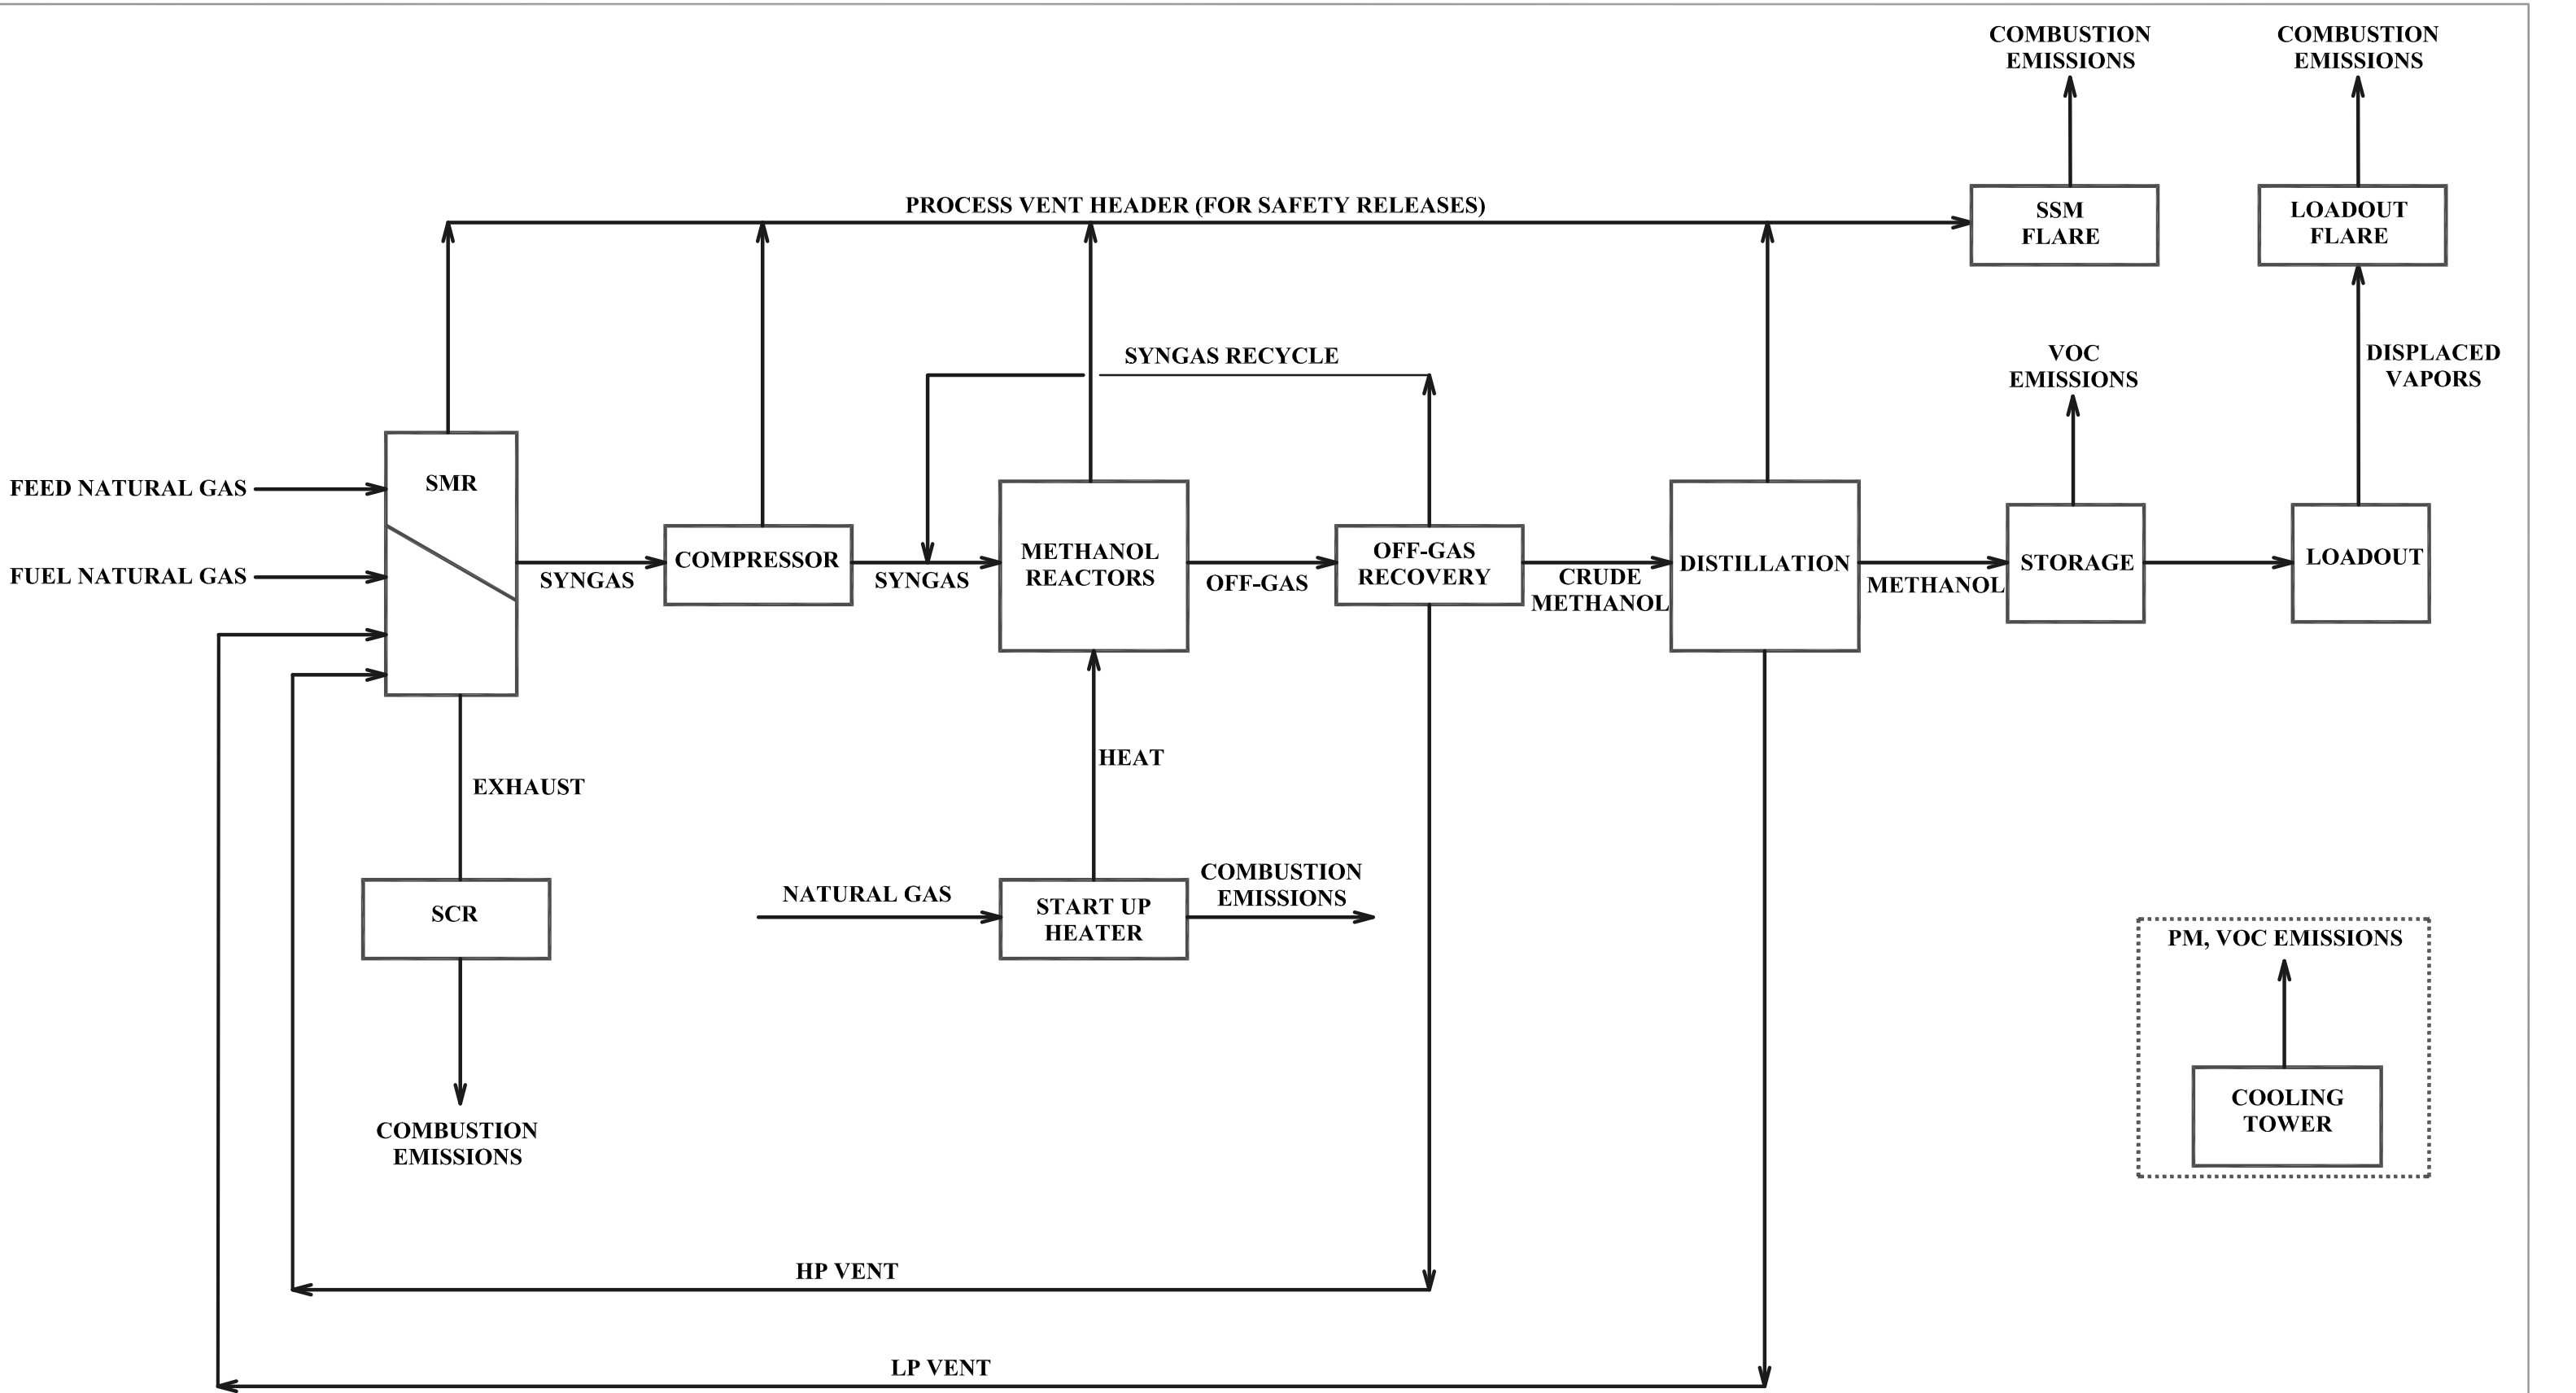 COMBUSTION
EMISSIONS
COMBUSTION
EMISSIONS
PROCESS VENT HEADER (FOR SAFETY RELEASES)
SSM
FLARE
LOADOUT
FLARE
SYNGAS RECYCLE
VOC
EMISSIONS
DISPLACED
VAPORS
FEED NATURAL GAS
SMR
FUEL NATURAL GAS
SYNGAS
COMPRESSOR
SYNGAS
METHANOL
REACTORS
OFF-GAS
OFF-GAS
RECOVERY
CRUDE
METHANOL
DISTILLATION
METHANOL
STORAGE
LOADOUT
EXHAUST
HEAT
SCR
NATURAL GAS
START UP
HEATER
COMBUSTION
EMISSIONS
PM, VOC EMISSIONS
COOLING
TOWER
COMBUSTION
EMISSIONS
HP VENT
LP VENT